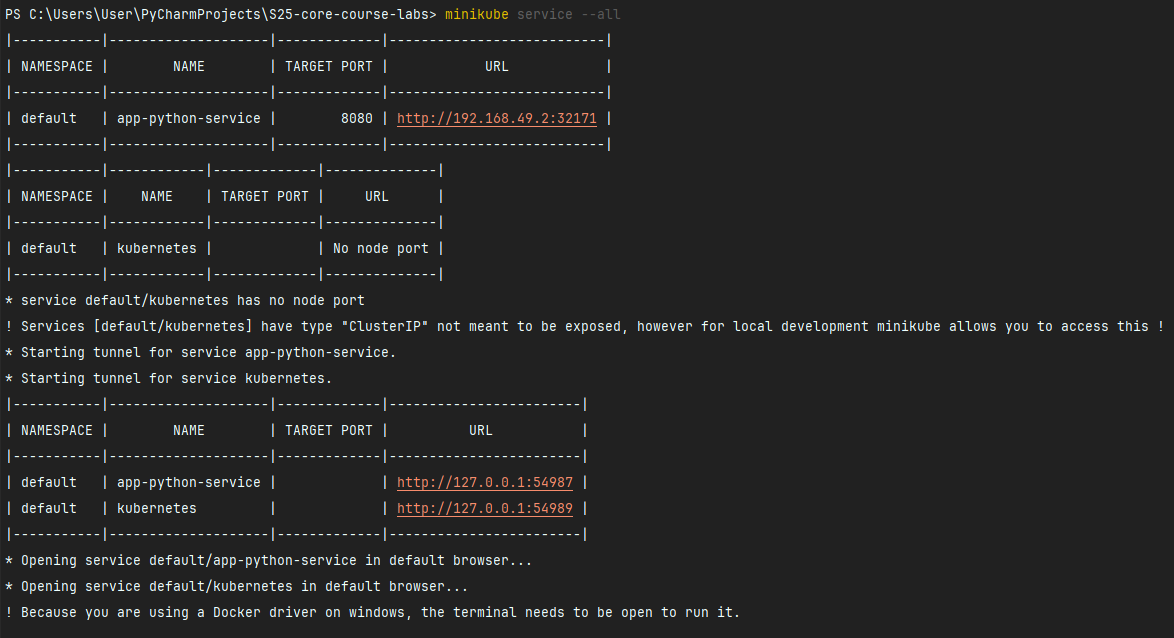 PS C:\Users\User\PyCharmProjects\S25-core-course-labs> minikube service --all
|-----------|--------------------|-------------|---------------------------|
| NAMESPACE |        NAME        | TARGET PORT |            URL            |
|-----------|--------------------|-------------|---------------------------|
| default   | app-python-service |        8080 | http://192.168.49.2:32171 |
|-----------|--------------------|-------------|---------------------------|
|-----------|------------|-------------|--------------|
| NAMESPACE |    NAME    | TARGET PORT |     URL      |
|-----------|------------|-------------|--------------|
| default   | kubernetes |             | No node port |
|-----------|------------|-------------|--------------|
* service default/kubernetes has no node port
! Services [default/kubernetes] have type "ClusterIP" not meant to be exposed, however for local development minikube allows you to access this !
* Starting tunnel for service app-python-service.
* Starting tunnel for service kubernetes.
|-----------|--------------------|-------------|------------------------|
| NAMESPACE |        NAME        | TARGET PORT |          URL           |
|-----------|--------------------|-------------|------------------------|
| default   | app-python-service |             | http://127.0.0.1:54987 |
| default   | kubernetes         |             | http://127.0.0.1:54989 |
|-----------|--------------------|-------------|------------------------|
* Opening service default/app-python-service in default browser...
* Opening service default/kubernetes in default browser...
! Because you are using a Docker driver on windows, the terminal needs to be open to run it.